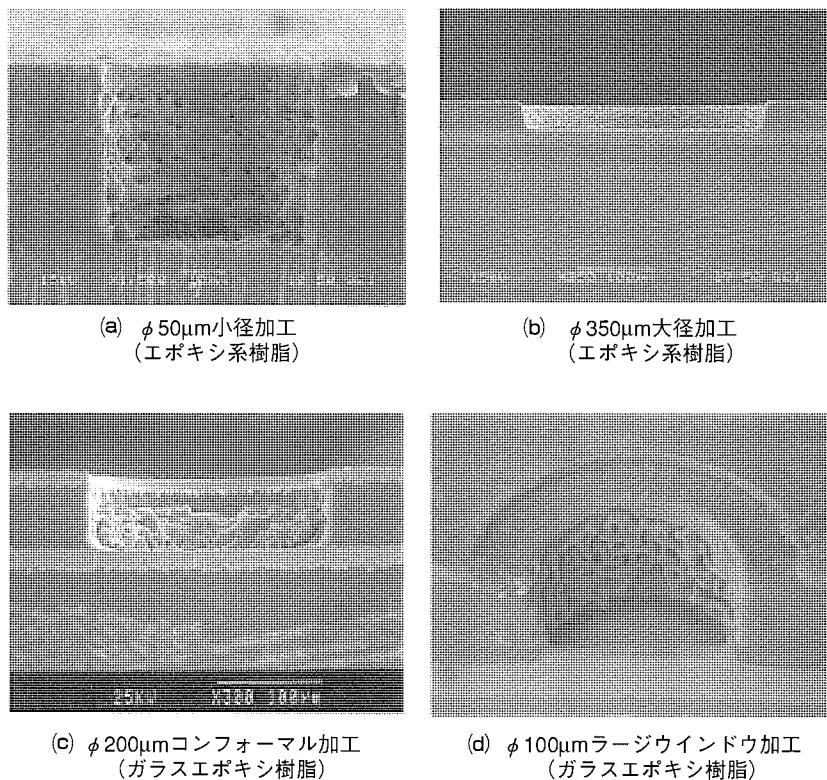 (a) φ50μm小径加工
(エポキシ系樹脂)
(b) φ350μm大径加工
(エポキシ系樹脂)
25KV X300 100μm
(c) φ200μmコンフォーマル加工
(ガラスエポキシ樹脂)
(d) φ100μmラージウインドウ加工
(ガラスエポキシ樹脂)